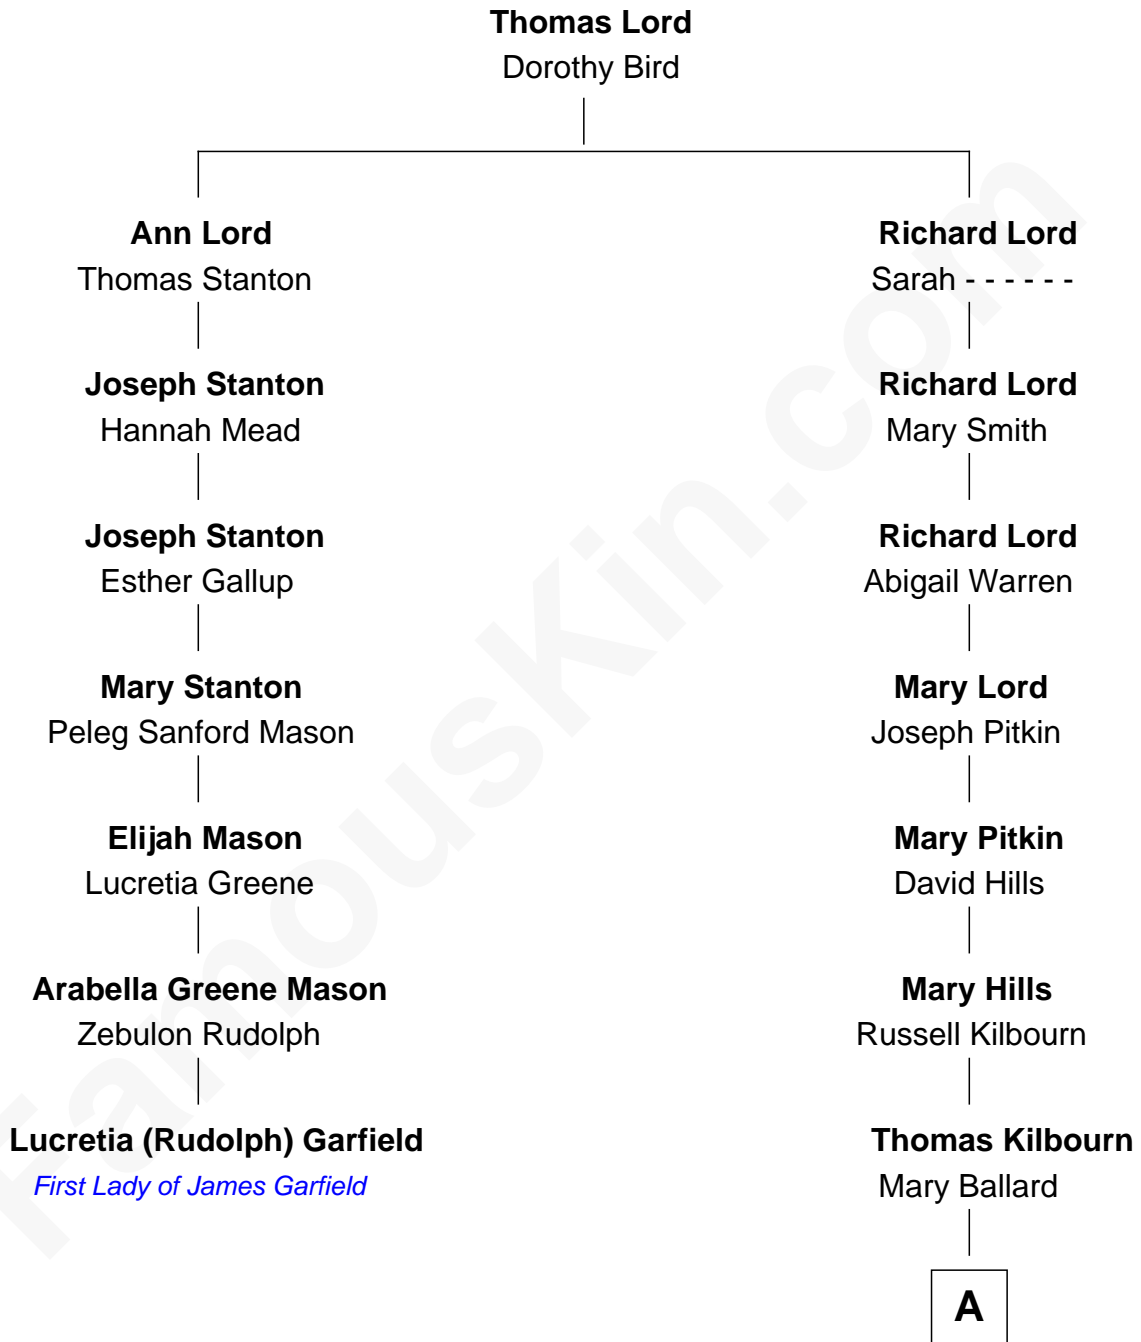 Thomas Lord
Dorothy Bird
Ann Lord
Thomas Stanton
Joseph Stanton
Hannah Mead
Joseph Stanton
Esther Gallup
Mary Stanton
Peleg Sanford Mason
Elijah Mason
Lucretia Greene
Arabella Greene Mason
Zebulon Rudolph
Lucretia (Rudolph) Garfield
First Lady of James Garfield
Richard Lord
Sarah - - - - - -
Richard Lord
Mary Smith
Richard Lord
Abigail Warren
Mary Lord
Joseph Pitkin
Mary Pitkin
David Hills
Mary Hills
Russell Kilbourn
Thomas Kilbourn
Mary Ballard
A
FamousKin.com